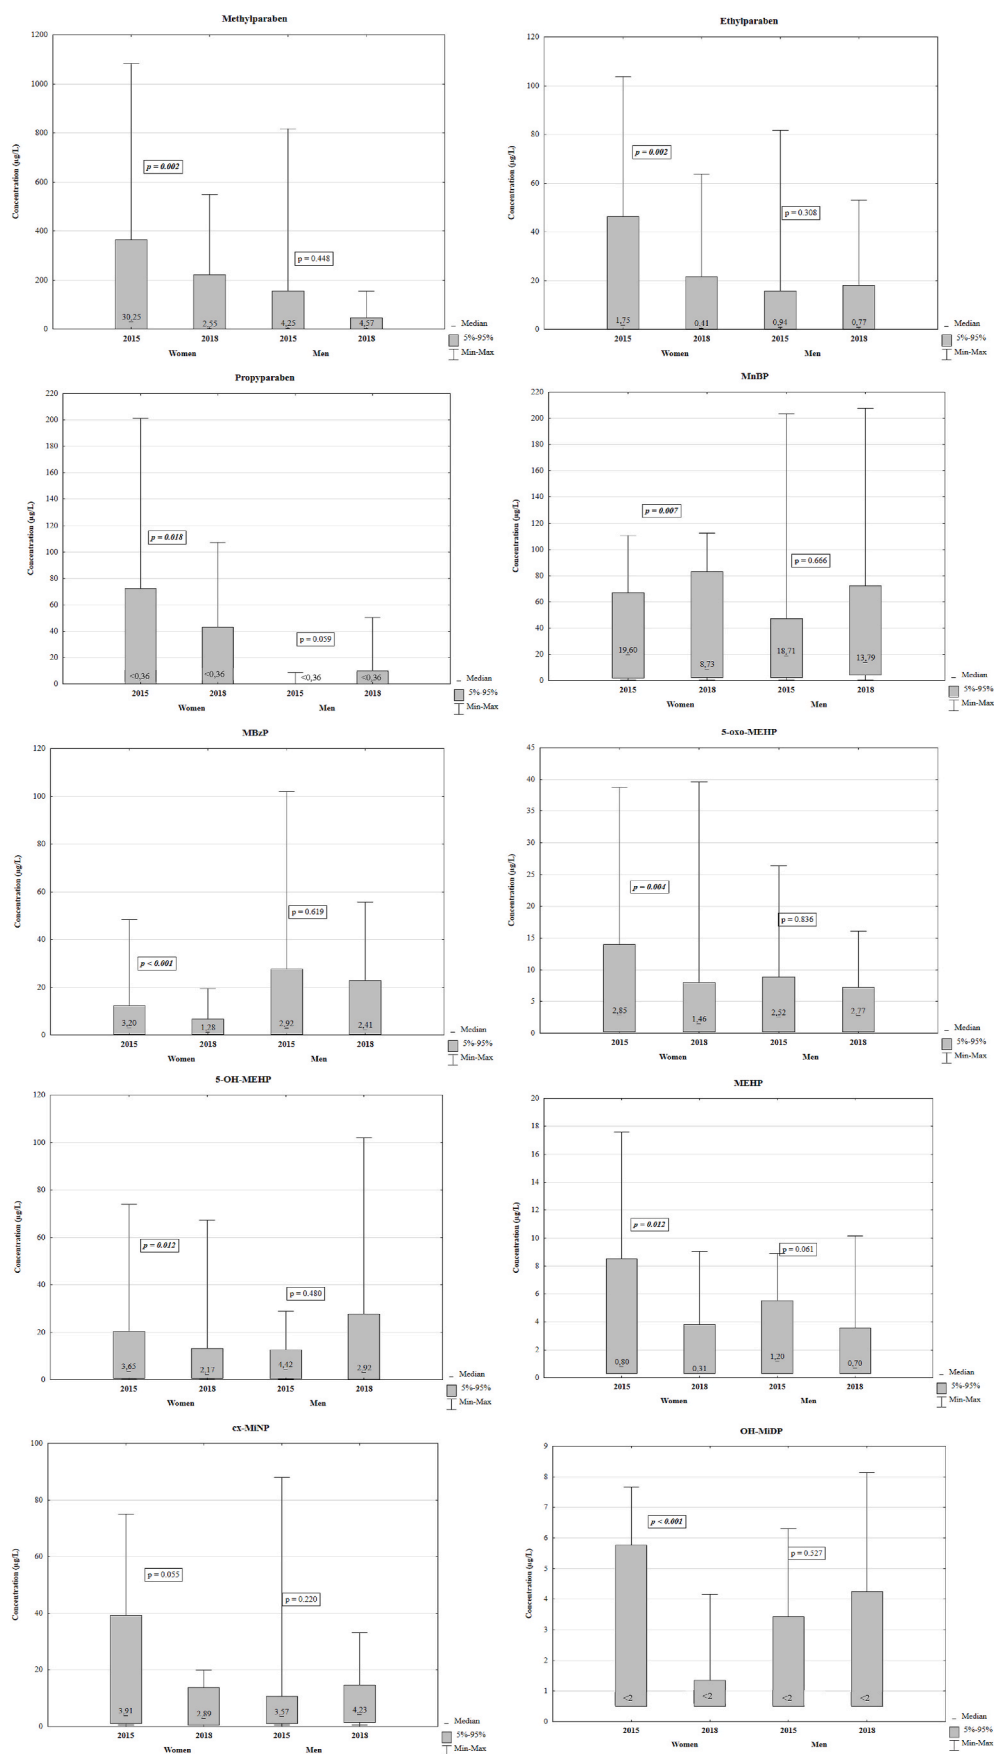 Methylparaben
1200
1000
800
600
400
200
0
Concentration (µg/L)
p = 0.002
p = 0.448
30,25
2,55
4,25
4,57
2015 2018 2015 2018
Women Men
Median
5%-95%
Min-Max
Ethylparaben
120
100
80
60
40
20
0
Concentration (µg/L)
p = 0.002
p = 0.308
1,75
0,41
0,94
0,77
2015 2018 2015 2018
Women Men
Median
5%-95%
Min-Max
Propyparaben
220
200
180
160
140
120
100
80
60
40
20
0
Concentration (µg/L)
p = 0.018
p = 0.059
<0,36
<0,36
<0,36
<0,36
2015 2018 2015 2018
Women Men
Median
5%-95%
Min-Max
MnBP
220
200
180
160
140
120
100
80
60
40
20
0
Concentration (µg/L)
p = 0.007
p = 0.666
19,60
8,73
18,71
13,79
2015 2018 2015 2018
Women Men
Median
5%-95%
Min-Max
MBzP
120
100
80
60
40
20
0
Concentration (µg/L)
p < 0.001
p = 0.619
3,20
1,28
2,92
2,41
2015 2018 2015 2018
Women Men
Median
5%-95%
Min-Max
5-oxo-MEHP
45
40
35
30
25
20
15
10
5
0
Concentration (µg/L)
p = 0.004
p = 0.836
2,85
1,46
2,52
2,77
2015 2018 2015 2018
Women Men
Median
5%-95%
Min-Max
5-OH-MEHP
120
100
80
60
40
20
0
Concentration (µg/L)
p = 0.012
p = 0.480
3,65
2,17
4,42
2,92
2015 2018 2015 2018
Women Men
Median
5%-95%
Min-Max
MEHP
20
18
16
14
12
10
8
6
4
2
0
Concentration (µg/L)
p = 0.012
p = 0.061
0,80
0,31
1,20
0,70
2015 2018 2015 2018
Women Men
Median
5%-95%
Min-Max
cx-MiNP
100
80
60
40
20
0
Concentration (µg/L)
p = 0.055
p = 0.220
3,91
2,89
3,57
4,23
2015 2018 2015 2018
Women Men
Median
5%-95%
Min-Max
OH-MiDP
9
8
7
6
5
4
3
2
1
0
Concentration (µg/L)
p < 0.001
p = 0.527
<2
<2
<2
<2
2015 2018 2015 2018
Women Men
Median
5%-95%
Min-Max